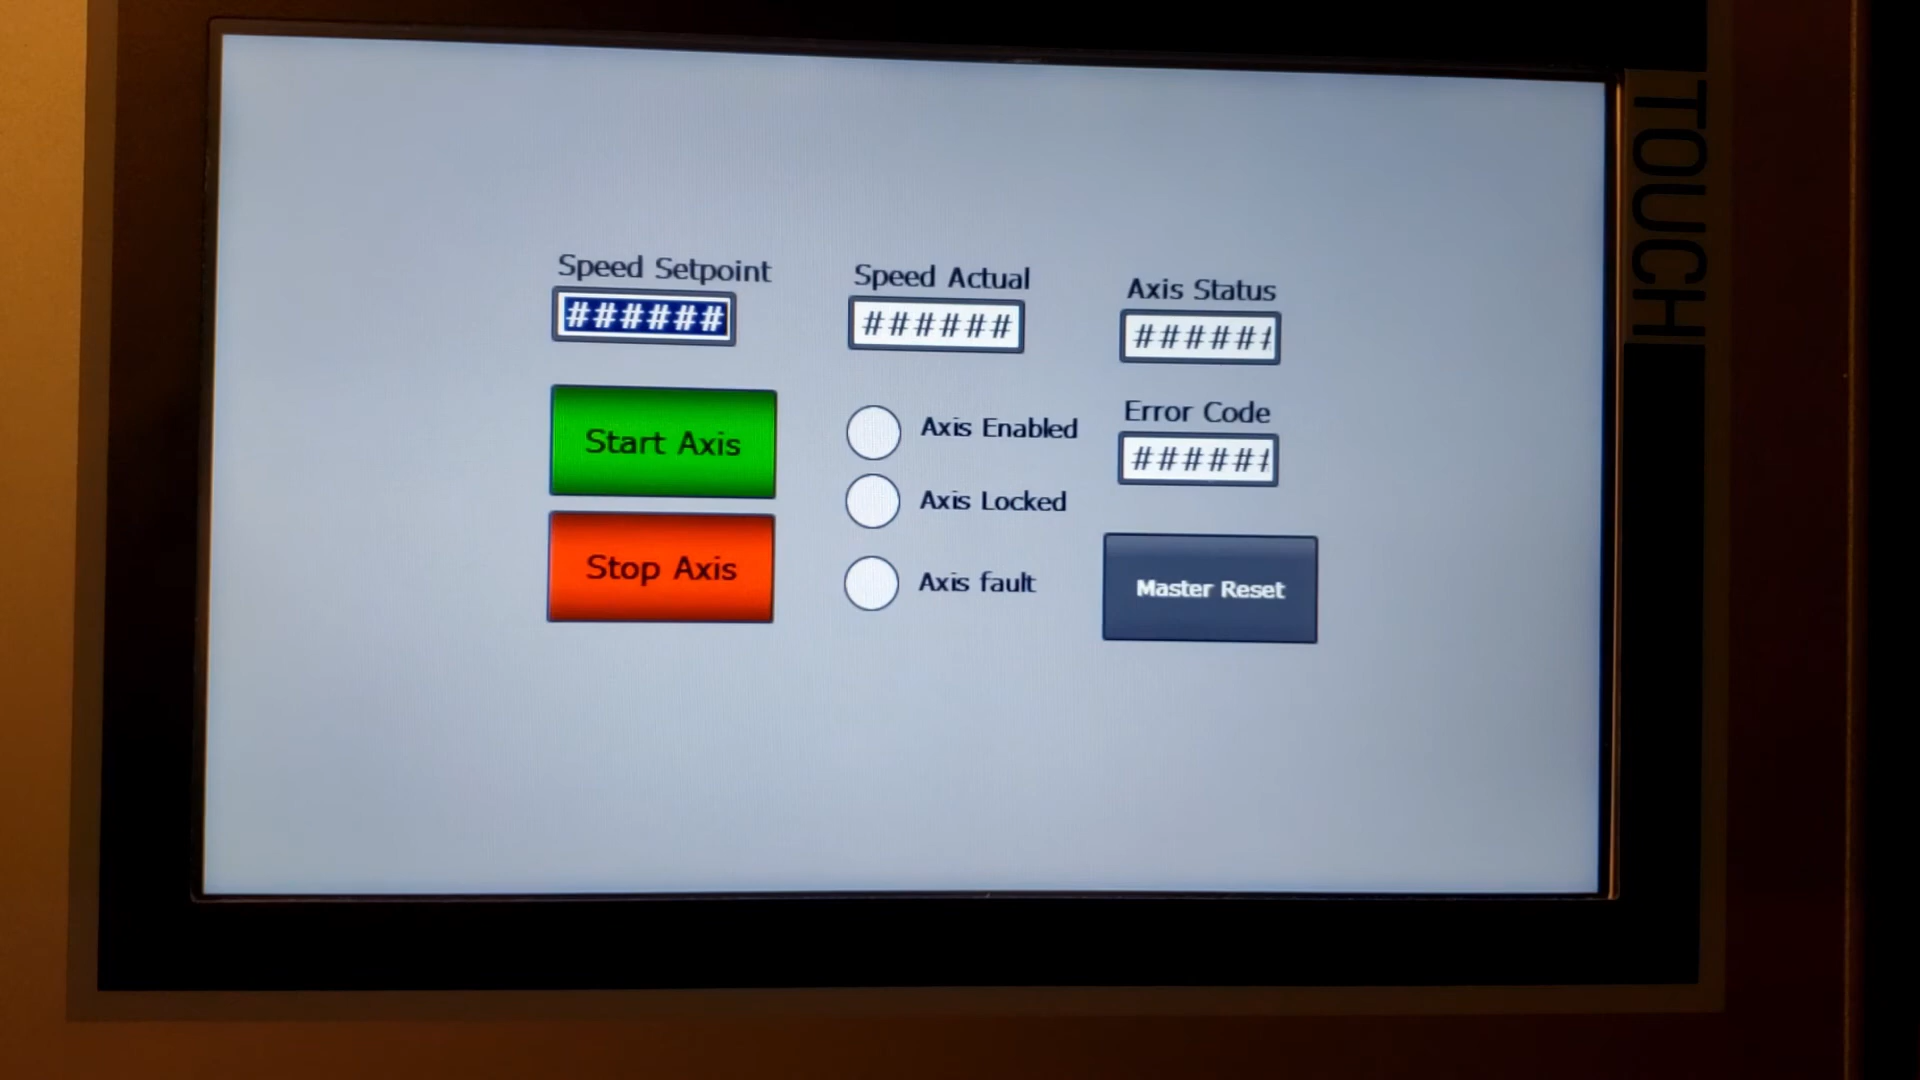 Speed Setpoint
######
Speed Actual
######
Axis Status
######
Start Axis
Axis Enabled
Error Code
######
Axis Locked
Stop Axis
Axis fault
Master Reset
TOUCH